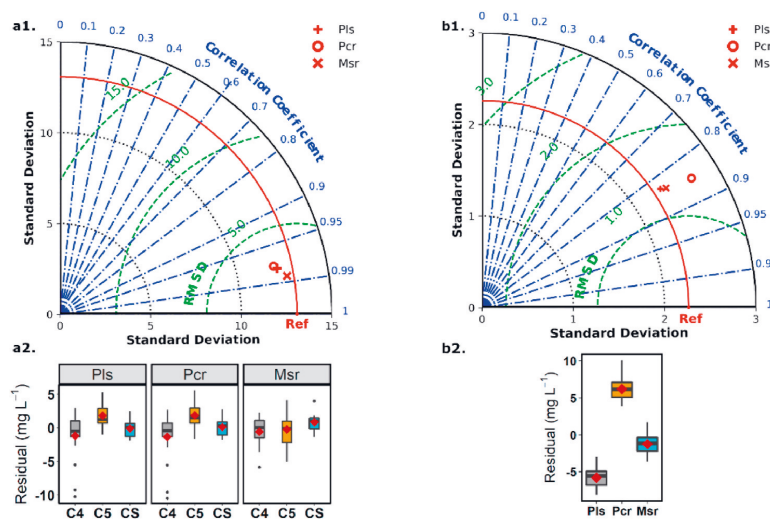 a1.
0 0.1 0.2 0.3 0.4 0.5 0.6 0.7 0.8 0.9 0.95 0.99 1
Correlation Coefficient
Pls
Pcr
Msr
15
10
5
0
Standard Deviation
15.0
10.0
5.0
RMSD
0 5 10 15
Ref
Standard Deviation
b1.
0 0.1 0.2 0.3 0.4 0.5 0.6 0.7 0.8 0.9 0.95 0.99 1
Correlation Coefficient
Pls
Pcr
Msr
3
2
1
0
Standard Deviation
3.0
2.0
1.0
RMSD
0 1 2 3
Ref
Standard Deviation
a2.
Pls Pcr Msr
Residual (mg L⁻¹)
5
0
-5
-10
C4 C5 CS C4 C5 CS C4 C5 CS
b2.
Residual (mg L⁻¹)
10
5
0
-5
Pls Pcr Msr